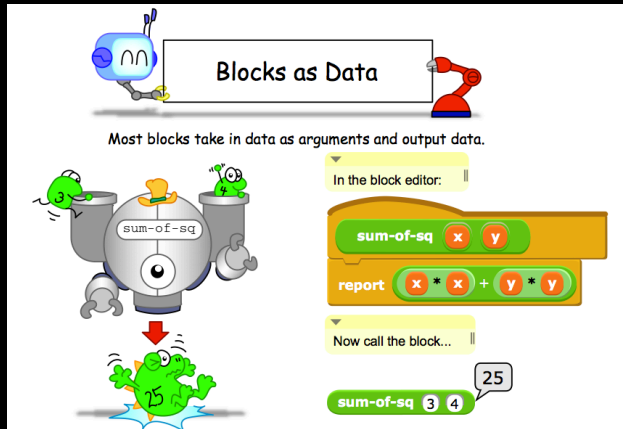 Blocks as Data
Most blocks take in data as arguments and output data.
3
4
sum-of-sq
25
In the block editor:
sum-of-sq x y
report x * x + y * y
Now call the block...
sum-of-sq 3 4
25